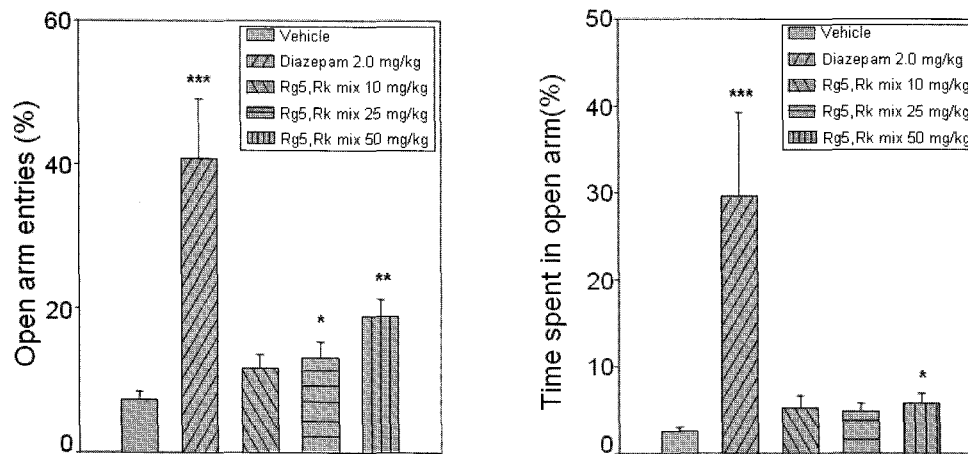 Open arm entries (%)
60
40
20
0
Vehicle
Diazepam 2.0 mg/kg
Rg5,Rk mix 10 mg/kg
Rg5,Rk mix 25 mg/kg
Rg5,Rk mix 50 mg/kg
***
*
**
Time spent in open arm(%)
50
40
30
20
10
0
Vehicle
Diazepam 2.0 mg/kg
Rg5,Rk mix 10 mg/kg
Rg5,Rk mix 25 mg/kg
Rg5,Rk mix 50 mg/kg
***
*